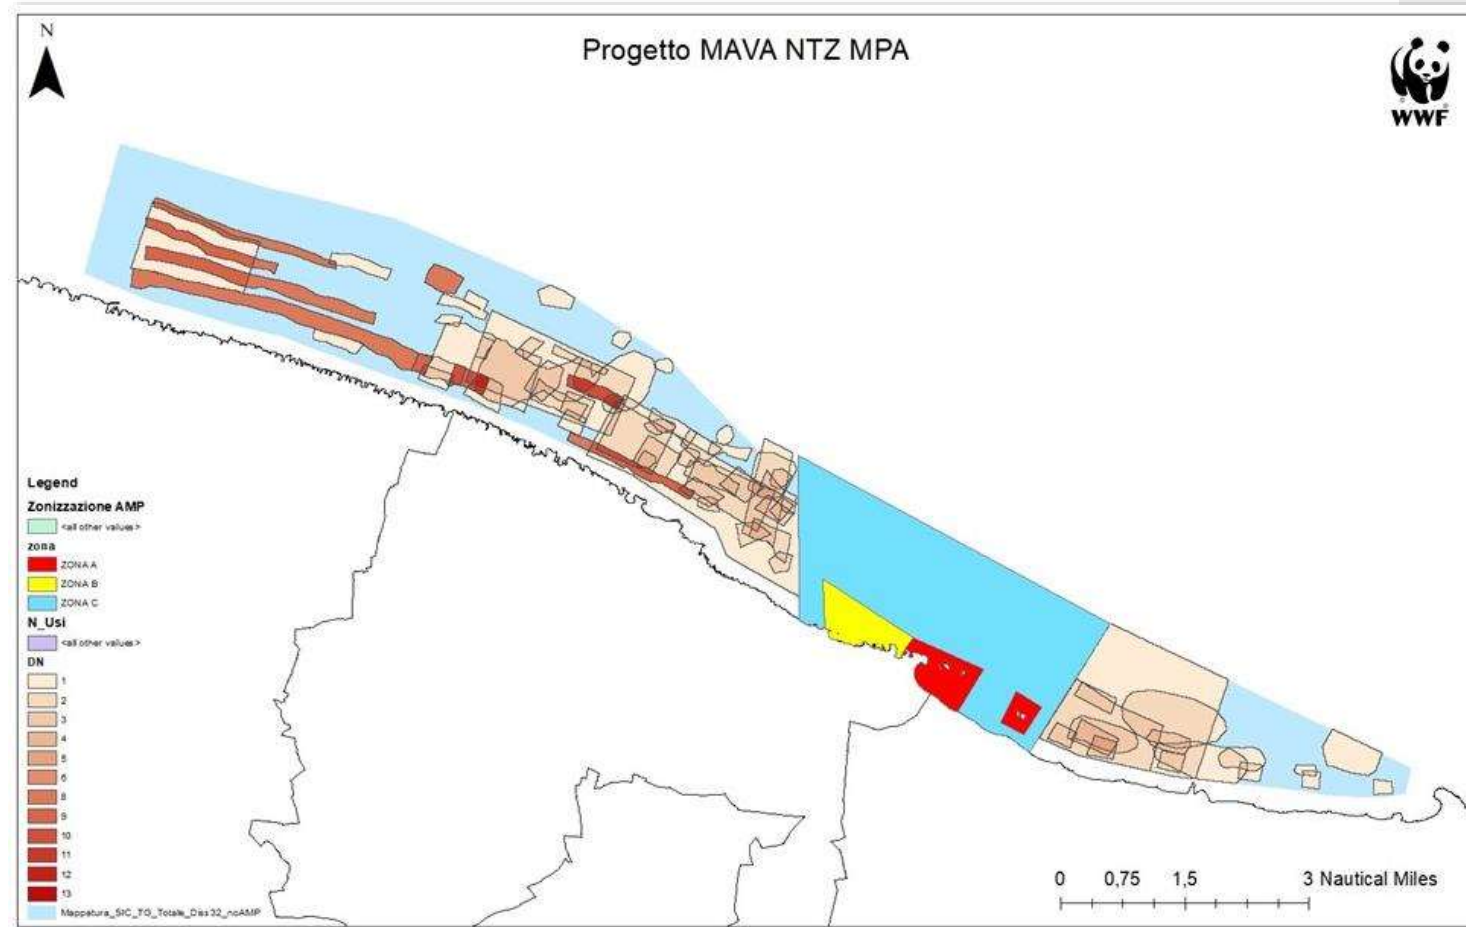 N
Progetto MAVA NTZ MPA
WWF
Legend
Zonizzazione AMP
<all other values>
zona
ZONA A
ZONA B
ZONA C
N_Usi
<all other values>
DN
1
2
3
4
5
6
8
9
10
11
12
13
Mappatura_SIC_TG_Totale_Diss32_noAMP
0 0,75 1,5 3 Nautical Miles